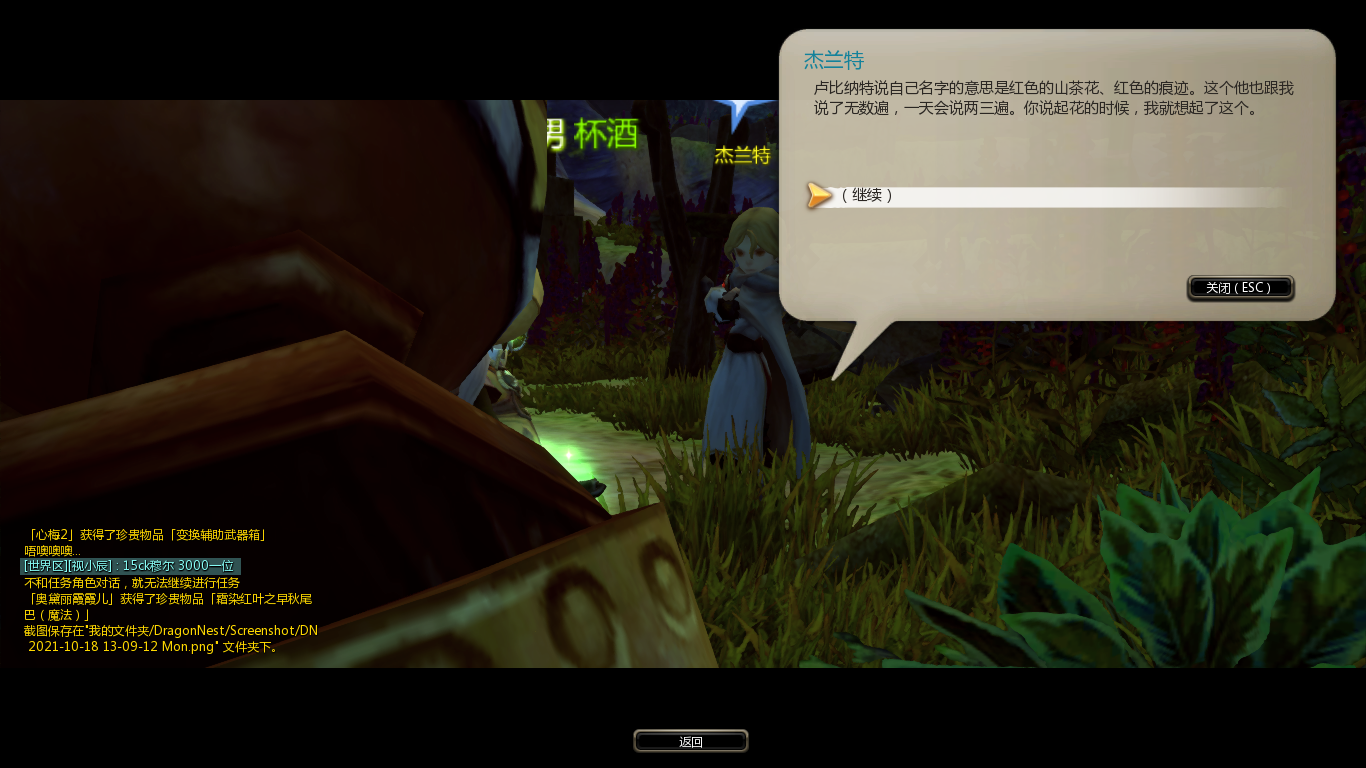 杰兰特
卢比纳特说自己名字的意思是红色的山茶花、红色的痕迹。这个他也跟我
说了无数遍，一天会说两三遍。你说起花的时候，我就想起了这个。
杯酒
杰兰特
（继续）
关闭（ESC）
「心梅2」获得了珍贵物品「变换辅助武器箱」
唔噢噢噢...
[世界区][视小辰]：15ck穆尔 3000一位
不和任务角色对话，就无法继续进行任务
「奥黛丽霞霞儿」获得了珍贵物品「霜染红叶之早秋尾
巴（魔法）」
截图保存在"我的文件夹/DragonNest/Screenshot/DN
2021-10-18 13-09-12 Mon.png" 文件夹下。
返回